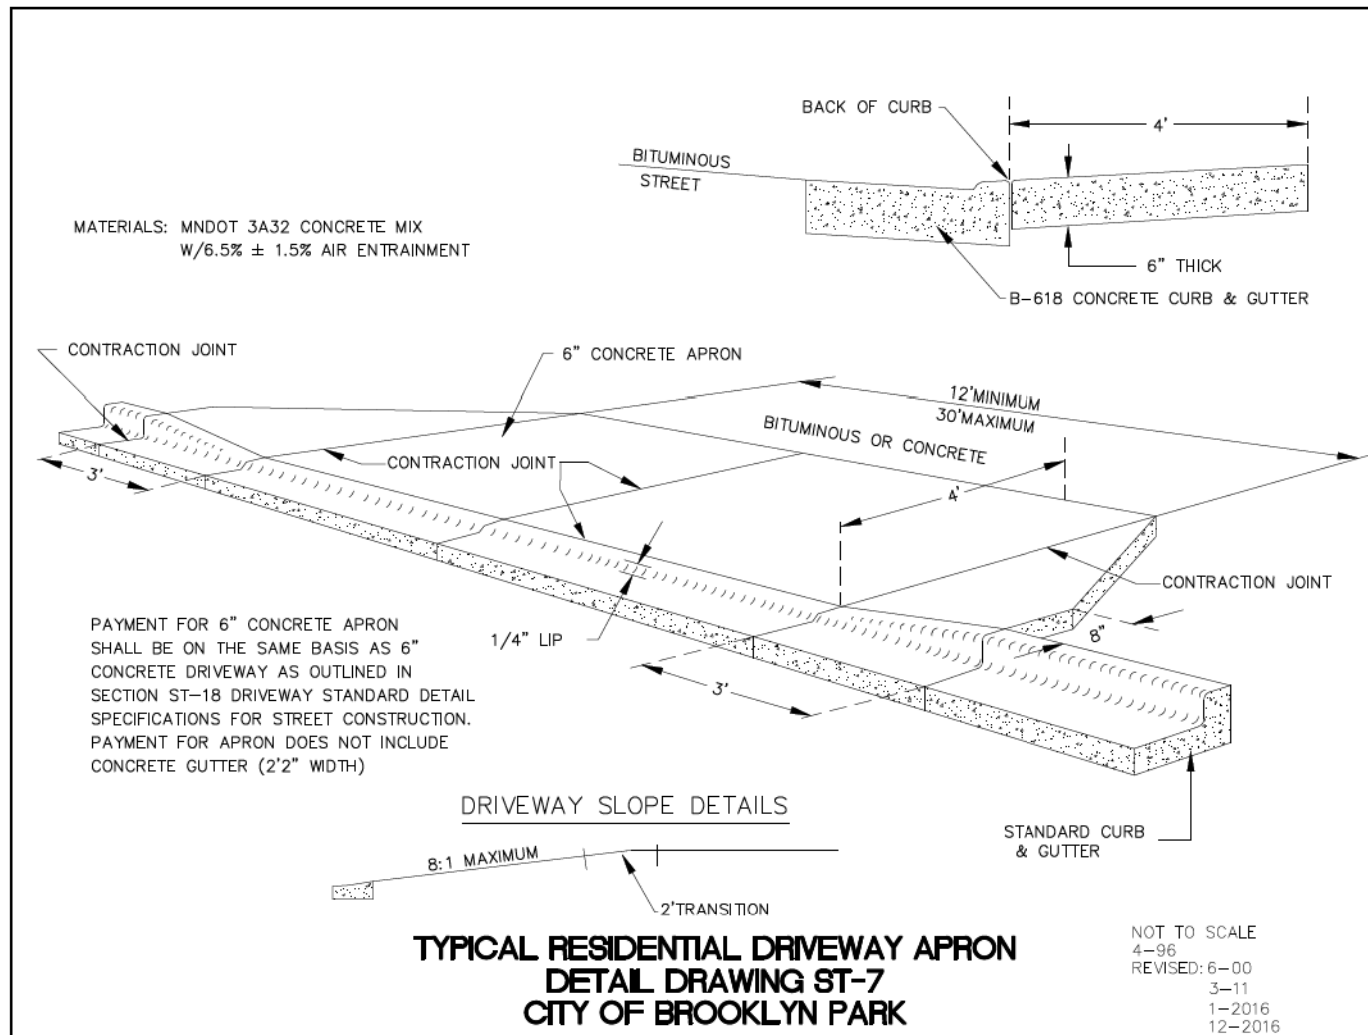 BACK OF CURB
4'
BITUMINOUS
STREET
MATERIALS: MNDOT 3A32 CONCRETE MIX
W/6.5% ± 1.5% AIR ENTRAINMENT
6" THICK
B-618 CONCRETE CURB & GUTTER
CONTRACTION JOINT
6" CONCRETE APRON
12'MINIMUM
30'MAXIMUM
BITUMINOUS OR CONCRETE
CONTRACTION JOINT
3'
4'
CONTRACTION JOINT
PAYMENT FOR 6" CONCRETE APRON
SHALL BE ON THE SAME BASIS AS 6"
CONCRETE DRIVEWAY AS OUTLINED IN
SECTION ST-18 DRIVEWAY STANDARD DETAIL
SPECIFICATIONS FOR STREET CONSTRUCTION.
PAYMENT FOR APRON DOES NOT INCLUDE
CONCRETE GUTTER (2'2" WIDTH)
1/4" LIP
8"
3'
DRIVEWAY SLOPE DETAILS
STANDARD CURB
& GUTTER
8:1 MAXIMUM
2'TRANSITION
TYPICAL RESIDENTIAL DRIVEWAY APRON
DETAIL DRAWING ST-7
CITY OF BROOKLYN PARK
NOT TO SCALE
4-96
REVISED: 6-00
3-11
1-2016
12-2016